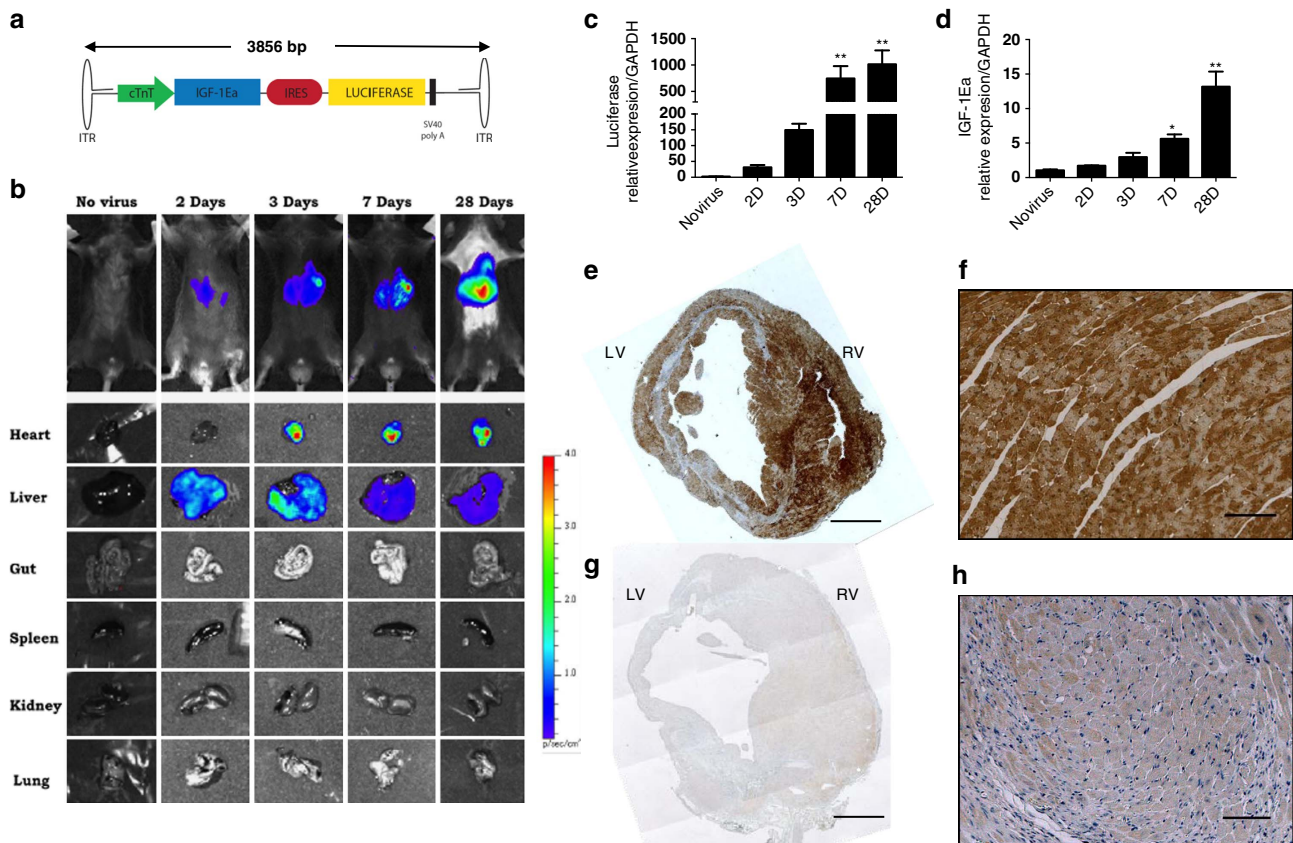 a
3856 bp
cTnT
IGF-1Ea
IRES
LUCIFERASE
SV40
poly A
ITR
ITR
b
No virus
2 Days
3 Days
7 Days
28 Days
Heart
Liver
Gut
Spleen
Kidney
Lung
4.0
3.0
2.0
1.0
p/sec/cm
c
Luciferase
relativeexpresion/GAPDH
1500
1250
1000
750
500
200
150
100
50
0
**
**
Novirus
2D
3D
7D
28D
d
IGF-1Ea
relative expresion/GAPDH
20
15
10
5
0
*
**
Novirus
2D
3D
7D
28D
e
LV
RV
f
g
LV
RV
h